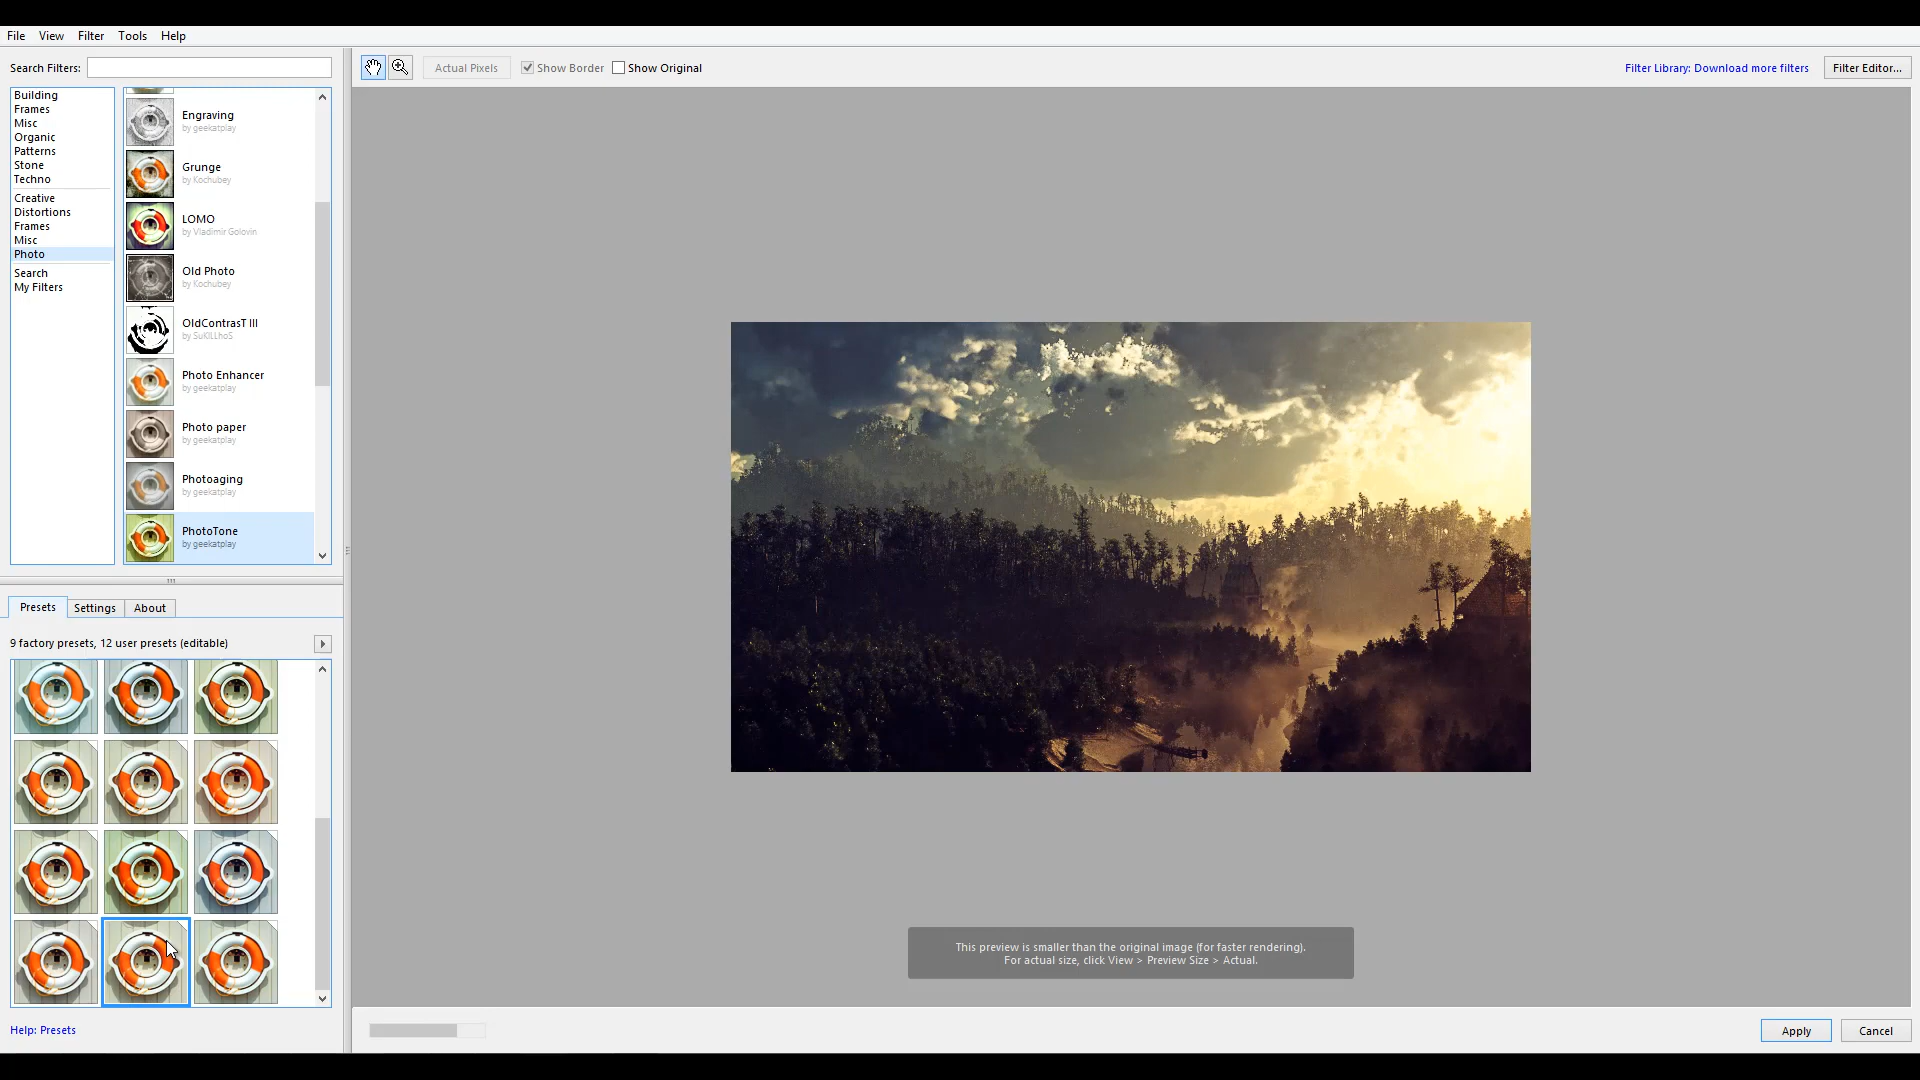 File View Filter Tools Help
Search Filters:
Actual Pixels Show Border Show Original
Filter Library: Download more filters
Filter Editor...
Building
Frames
Misc
Organic
Patterns
Stone
Techno
Creative
Distortions
Frames
Misc
Photo
Search
My Filters
Engraving
by geekatplay
Grunge
by Kochubey
LOMO
by Vladimir Golovin
Old Photo
by Kochubey
OldContrasT III
by SuKILLhoS
Photo Enhancer
by geekatplay
Photo paper
by geekatplay
Photoaging
by geekatplay
PhotoTone
by geekatplay
Presets Settings About
9 factory presets, 12 user presets (editable)
Help: Presets
This preview is smaller than the original image (for faster rendering).
For actual size, click View > Preview Size > Actual.
Apply
Cancel